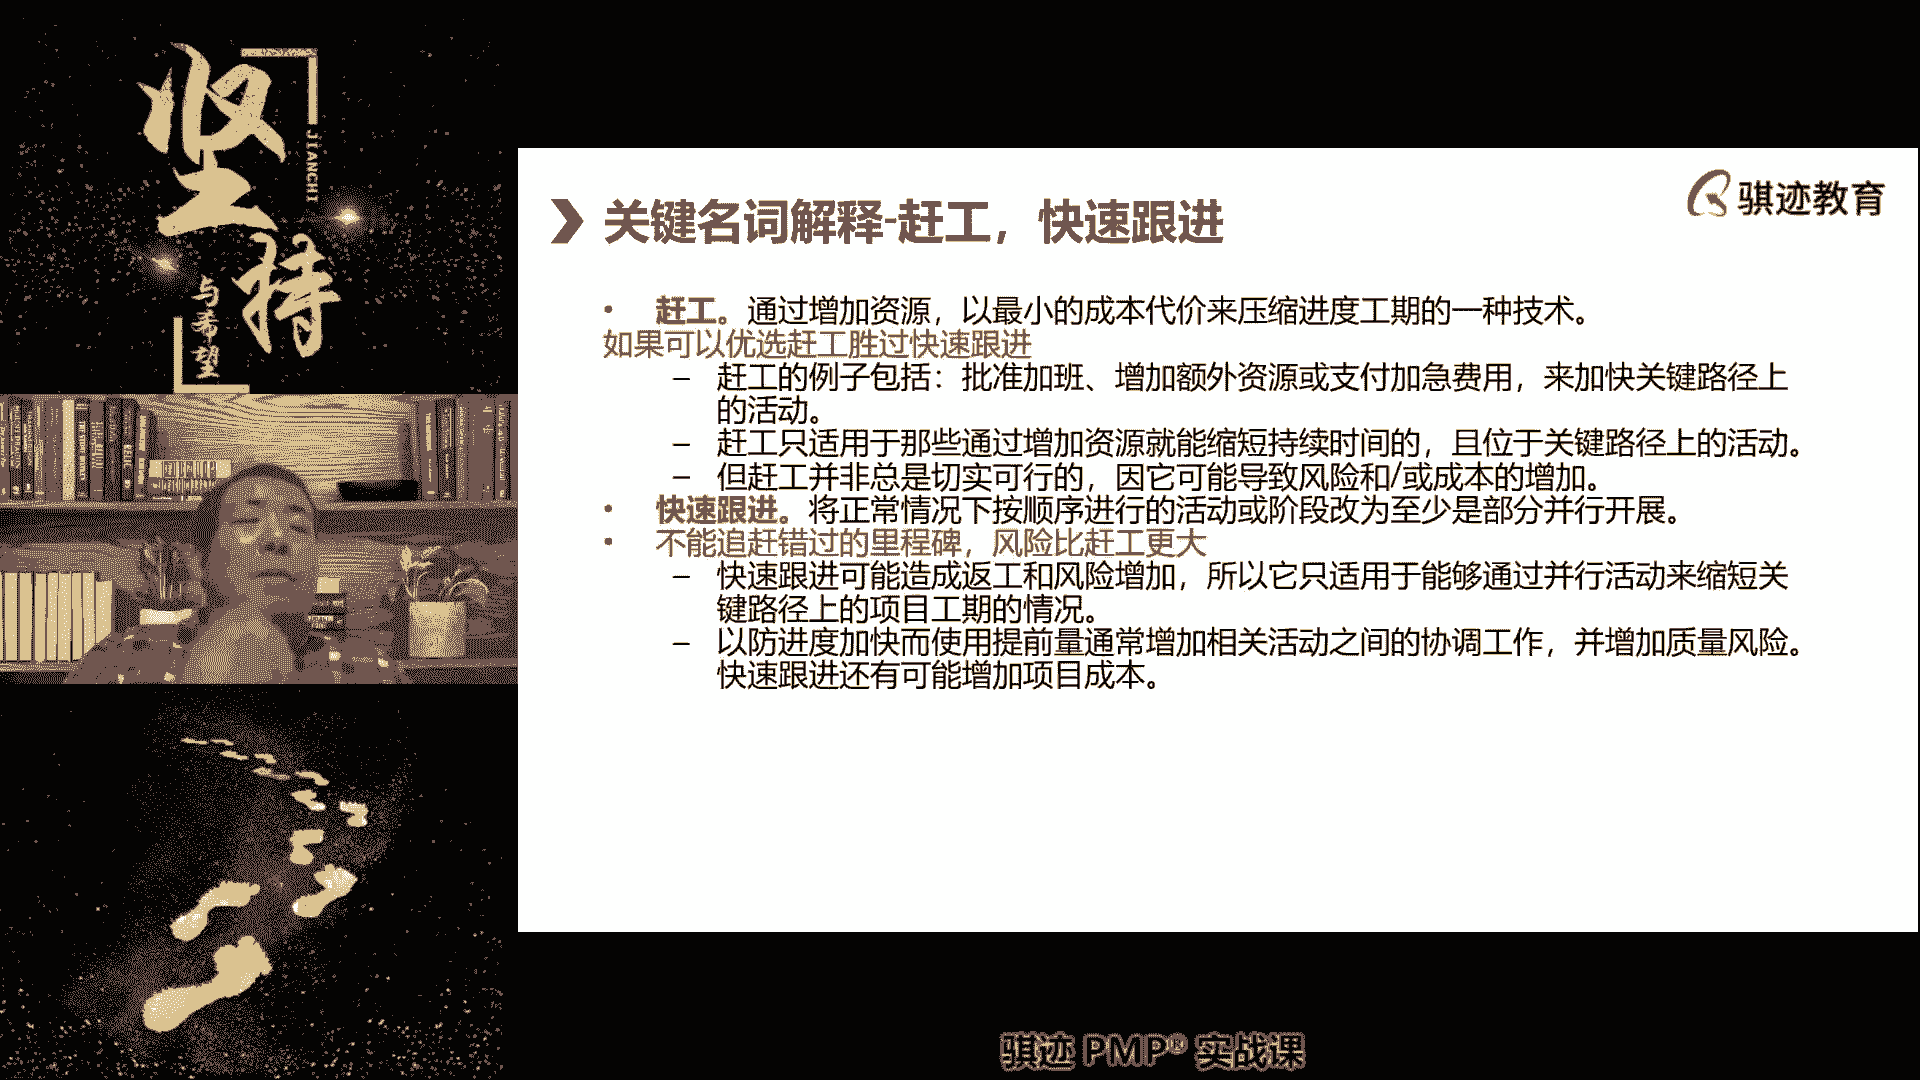 坚持
JIANCHI
与希望
骐迹教育
关键名词解释-赶工，快速跟进
• 赶工。通过增加资源，以最小的成本代价来压缩进度工期的一种技术。
如果可以优选赶工胜过快速跟进
– 赶工的例子包括：批准加班、增加额外资源或支付加急费用，来加快关键路径上
的活动。
– 赶工只适用于那些通过增加资源就能缩短持续时间的，且位于关键路径上的活动。
– 但赶工并非总是切实可行的，因它可能导致风险和/或成本的增加。
• 快速跟进。将正常情况下按顺序进行的活动或阶段改为至少是部分并行开展。
• 不能追赶错过的里程碑，风险比赶工更大
– 快速跟进可能造成返工和风险增加，所以它只适用于能够通过并行活动来缩短关
键路径上的项目工期的情况。
– 以防进度加快而使用提前量通常增加相关活动之间的协调工作，并增加质量风险。
快速跟进还有可能增加项目成本。
骐迹 PMP® 实战课